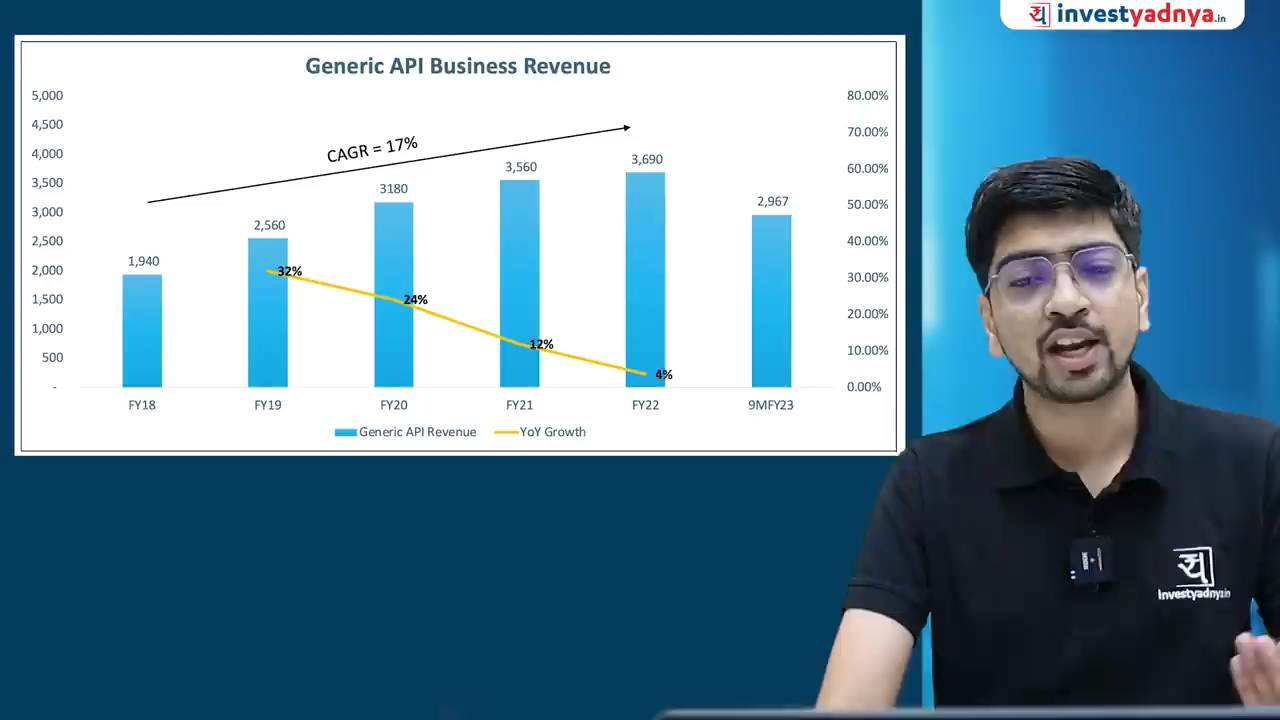 investyadnya.in
Generic API Business Revenue
5,000
4,500
4,000
3,500
3,000
2,500
2,000
1,500
1,000
500
-
80.00%
70.00%
60.00%
50.00%
40.00%
30.00%
20.00%
10.00%
0.00%
CAGR = 17%
1,940
2,560
3180
3,560
3,690
2,967
32%
24%
12%
4%
FY18
FY19
FY20
FY21
FY22
9MFY23
Generic API Revenue
YoY Growth
investyadnya.in